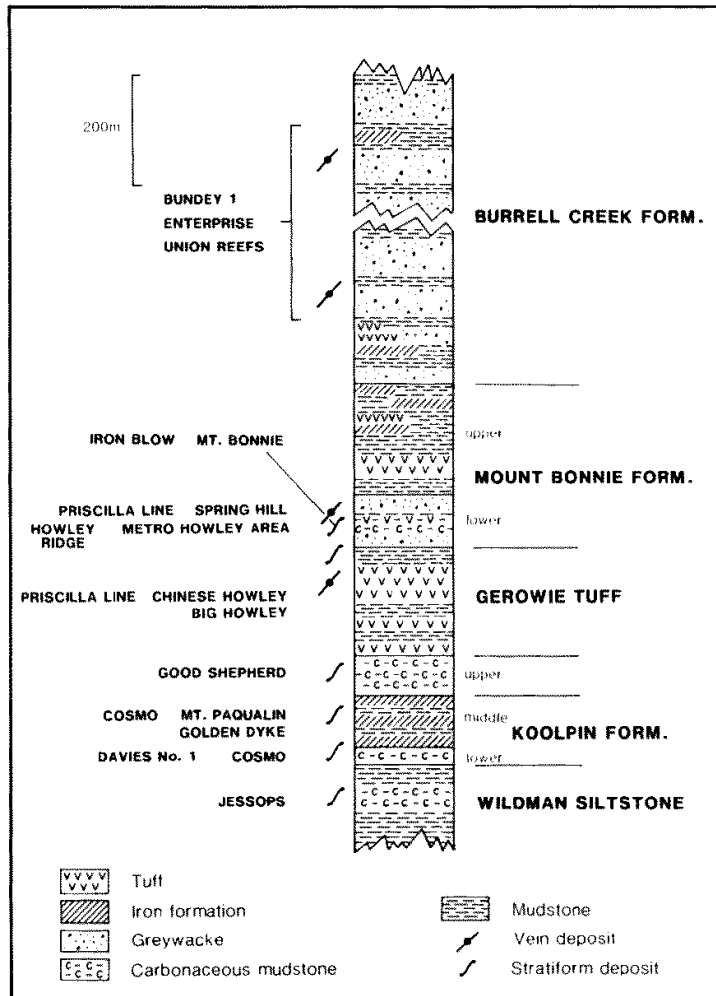 200m
BUNDEY 1
ENTERPRISE
UNION REEFS
BURRELL CREEK FORM.
upper
IRON BLOW MT. BONNIE
MOUNT BONNIE FORM.
PRISCILLA LINE SPRING HILL
HOWLEY METRO HOWLEY AREA
RIDGE
lower
PRISCILLA LINE CHINESE HOWLEY
BIG HOWLEY
GEROWIE TUFF
GOOD SHEPHERD
upper
COSMO MT. PAQUALIN
GOLDEN DYKE
middle
KOOLPIN FORM.
DAVIES No. 1 COSMO
lower
JESSOPS
WILDMAN SILTSTONE
Tuff
Iron formation
Greywacke
Carbonaceous mudstone
Mudstone
Vein deposit
Stratiform deposit